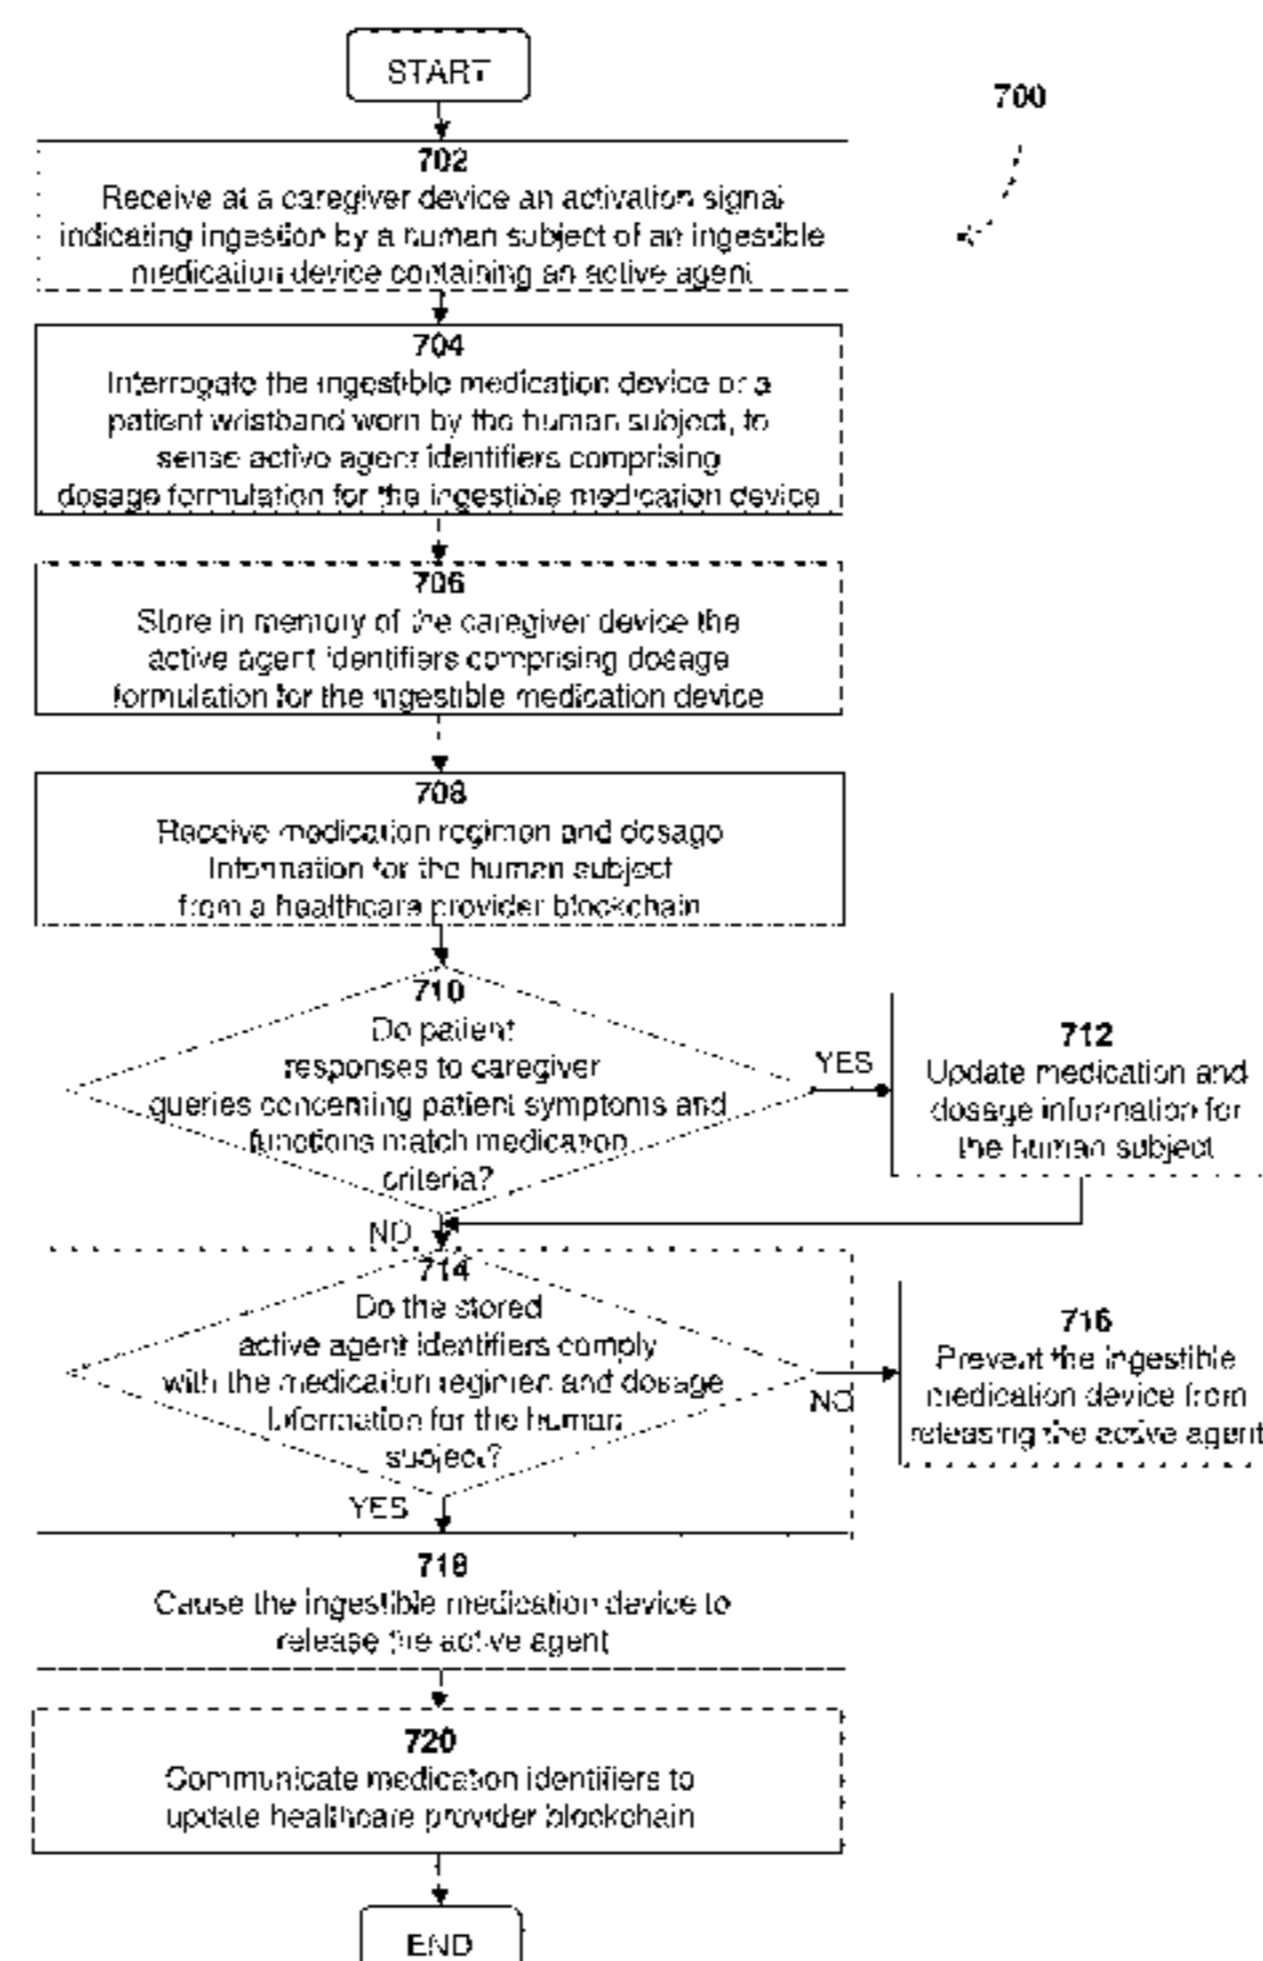 START
700
702
Receive at a caregiver device an activation signal
indicating ingestion by a human subject of an ingestible
medication device containing an active agent
704
Interrogate the ingestible medication device or a
patient wristband worn by the human subject, to
sense active agent identifiers comprising
dosage formulation for the ingestible medication device
706
Store in memory of the caregiver device the
active agent identifiers comprising dosage
formulation for the ingestible medication device
708
Receive medication regimen and dosage
information for the human subject
from a healthcare provider blockchain
710
Do patient
responses to caregiver
queries concerning patient symptoms and
functions match medication
criteria?
YES
712
Update medication and
dosage information for
the human subject
NO
714
Do the stored
active agent identifiers comply
with the medication regimen and dosage
information for the human
subject?
NO
716
Prevent the ingestible
medication device from
releasing the active agent
YES
718
Cause the ingestible medication device to
release the active agent
720
Communicate medication identifiers to
update healthcare provider blockchain
END